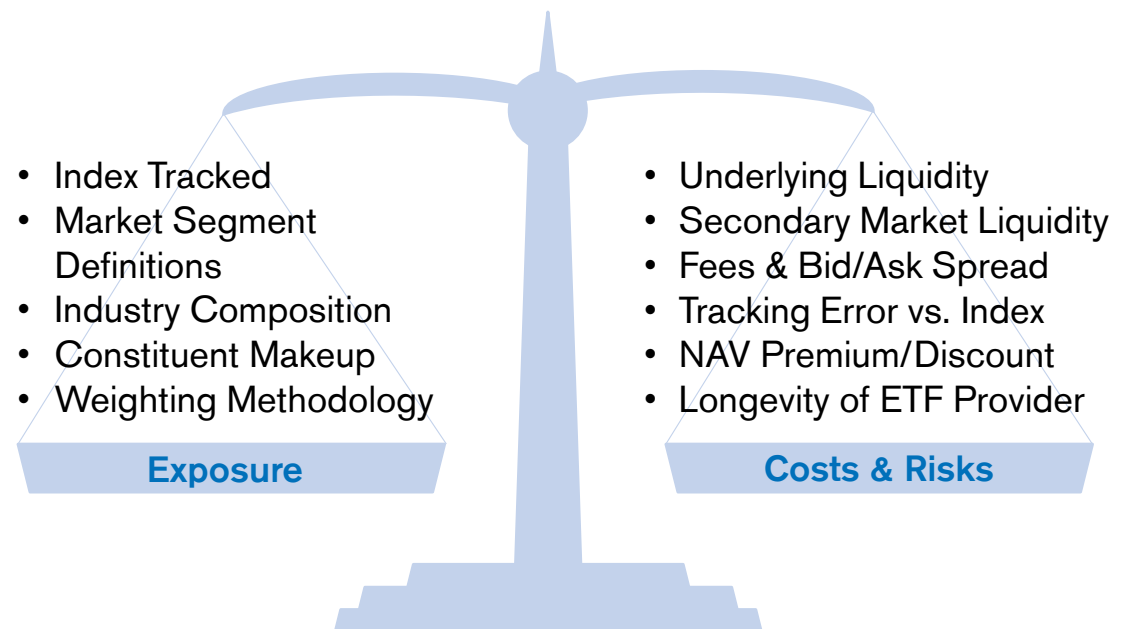 • Index Tracked
• Market Segment
Definitions
• Industry Composition
• Constituent Makeup
• Weighting Methodology
Exposure
• Underlying Liquidity
• Secondary Market Liquidity
• Fees & Bid/Ask Spread
• Tracking Error vs. Index
• NAV Premium/Discount
• Longevity of ETF Provider
Costs & Risks